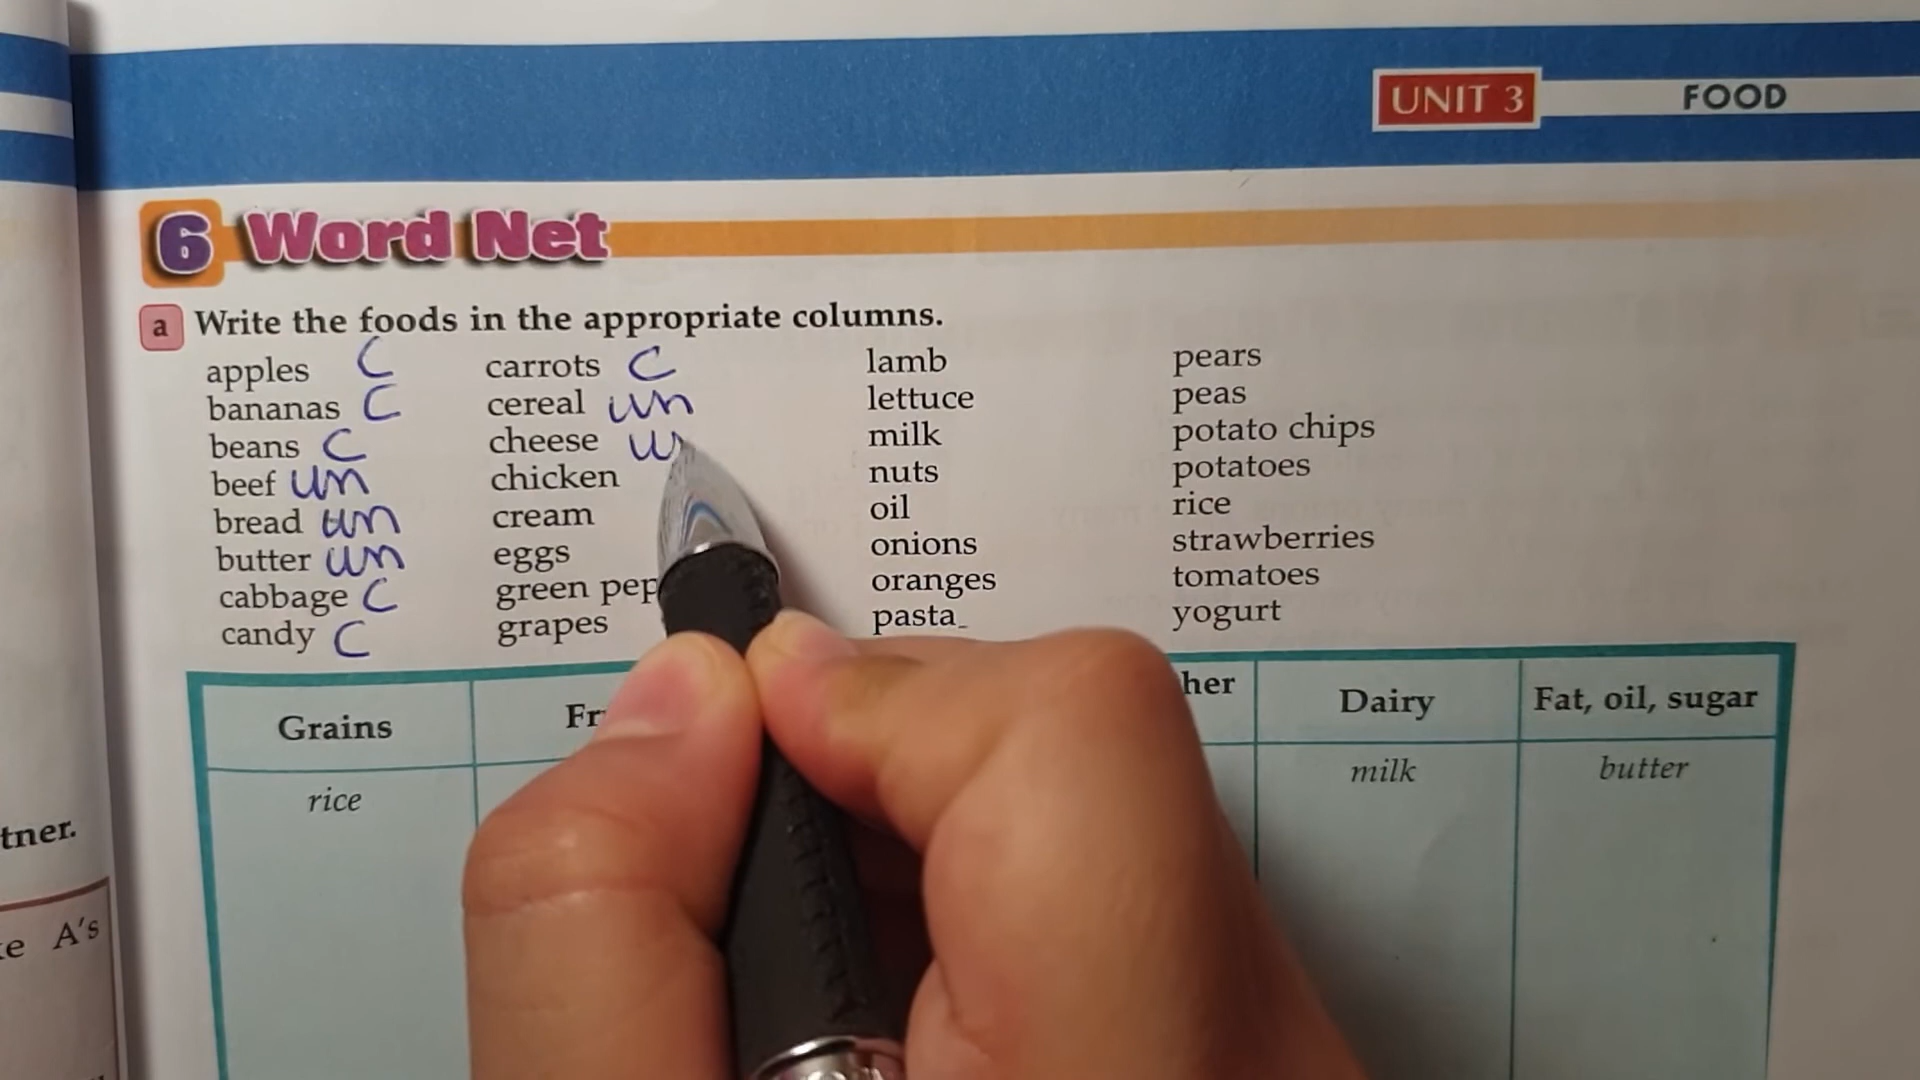 UNIT 3 FOOD
6 Word Net
a Write the foods in the appropriate columns.
apples C carrots C lamb pears
bananas C cereal un lettuce peas
beans C cheese milk potato chips
beef un chicken nuts potatoes
bread un cream oil rice
butter un eggs onions strawberries
cabbage C green oranges tomatoes
candy C grapes pasta yogurt
Grains Dairy Fat, oil, sugar
rice milk butter
tner.
A's